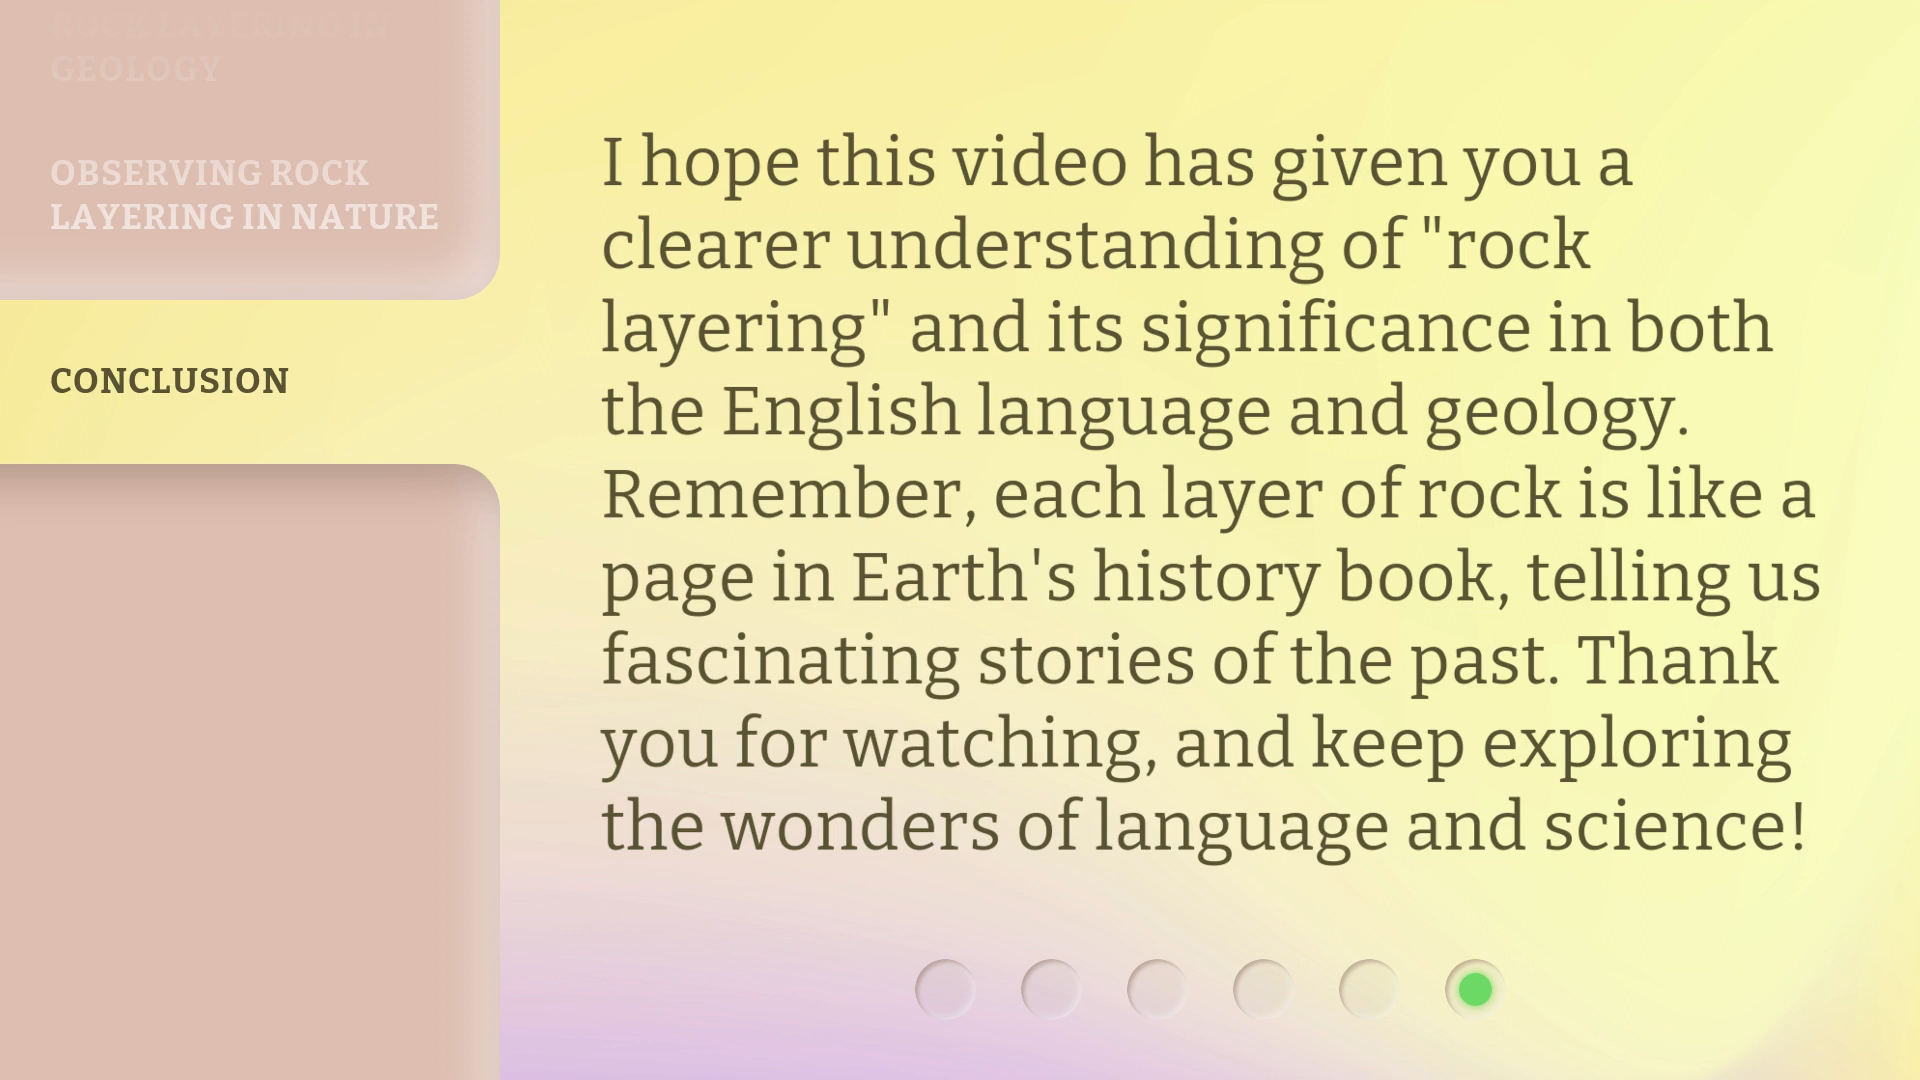 ROCK LAYERING IN
GEOLOGY
OBSERVING ROCK
LAYERING IN NATURE
CONCLUSION
I hope this video has given you a
clearer understanding of "rock
layering" and its significance in both
the English language and geology.
Remember, each layer of rock is like a
page in Earth's history book, telling us
fascinating stories of the past. Thank
you for watching, and keep exploring
the wonders of language and science!